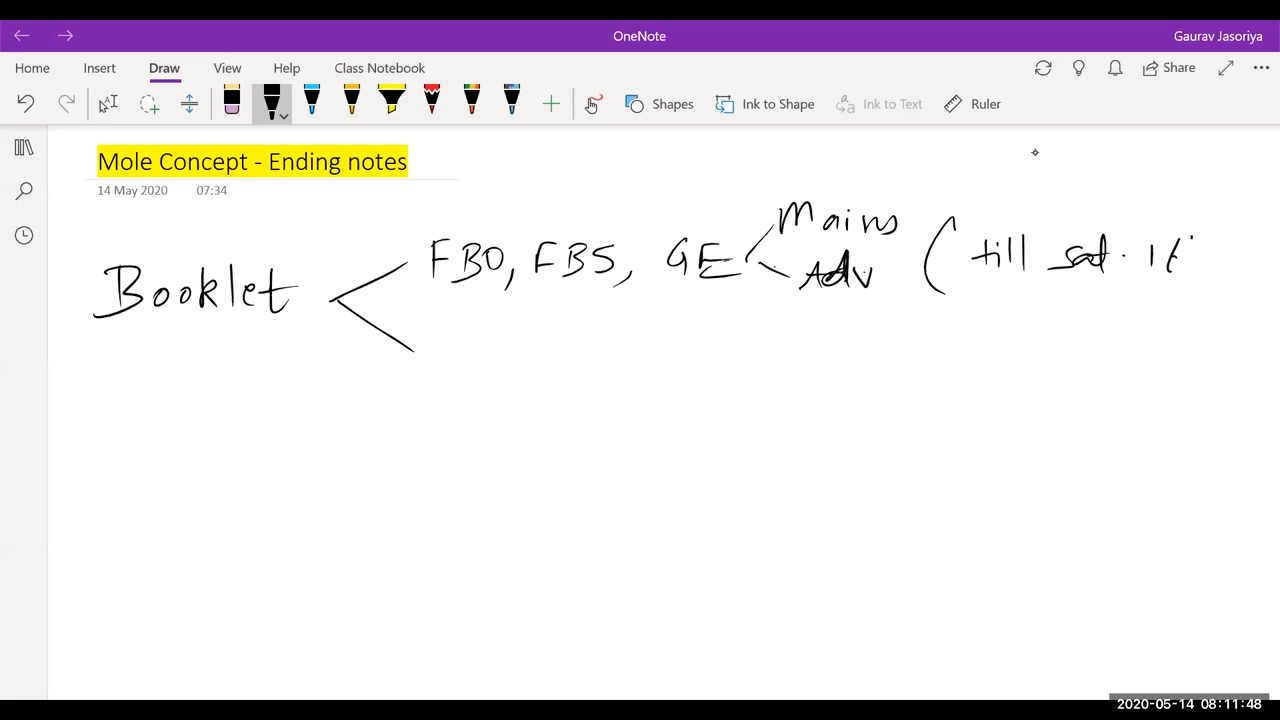 OneNote
Gaurav Jasoriya
Home Insert Draw View Help Class Notebook Share
Shapes Ink to Shape Ink to Text Ruler
Mole Concept - Ending notes
14 May 2020 07:34
Mains
Booklet FBO, FBS, GE ( till sat.
Adv
2020-05-14 08:11:48